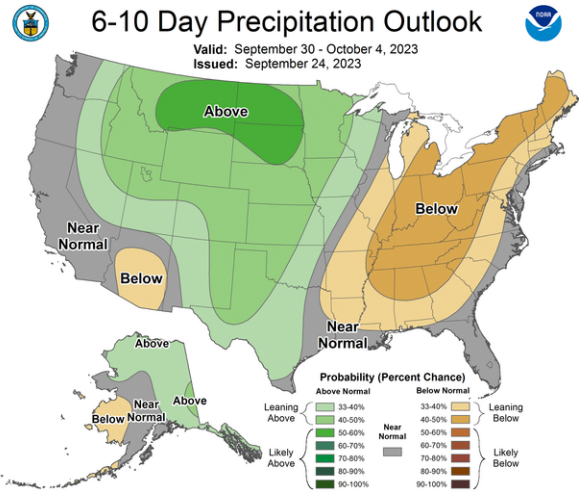 6-10 Day Precipitation Outlook
NOAA
Valid: September 30 - October 4, 2023
Issued: September 24, 2023
Above
Near
Normal
Below
Below
Near
Normal
Above
Above
Below
Near
Normal
Probability (Percent Chance)
Above Normal
Below Normal
Leaning
Above
33-40%
40-50%
50-60%
60-70%
70-80%
80-90%
90-100%
Likely
Above
Near
Normal
33-40%
40-50%
50-60%
60-70%
70-80%
80-90%
90-100%
Leaning
Below
Likely
Below